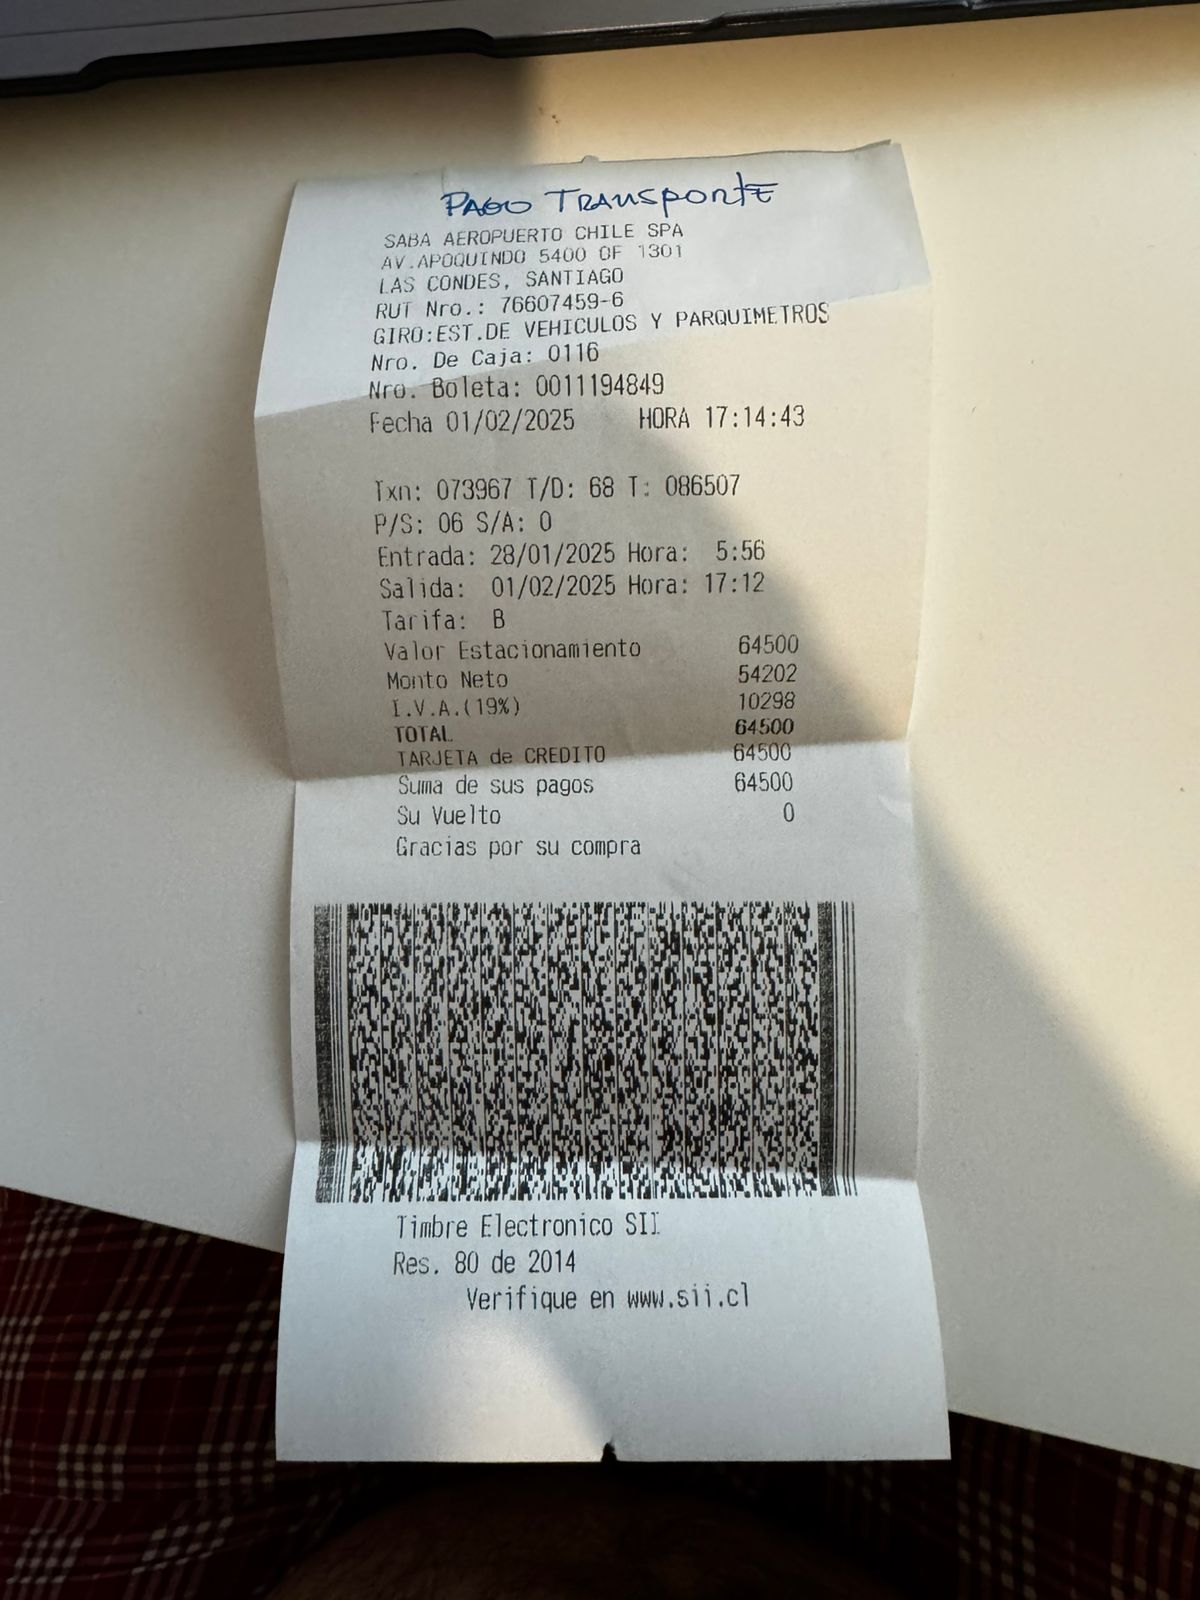 PAGO TRANSPORTE
SABA AEROPUERTO CHILE SPA
AV.APOQUINDO 5400 OF 1301
LAS CONDES, SANTIAGO
RUT Nro.: 76607459-6
GIRO:EST.DE VEHICULOS Y PARQUIMETROS
Nro. De Caja: 0116
Nro. Boleta: 0011194849
Fecha 01/02/2025 HORA 17:14:43
Txn: 073967 T/D: 68 T: 086507
P/S: 06 S/A: 0
Entrada: 28/01/2025 Hora: 5:56
Salida: 01/02/2025 Hora: 17:12
Tarifa: B
Valor Estacionamiento 64500
Monto Neto 54202
I.V.A.(19%) 10298
TOTAL 64500
TARJETA de CREDITO 64500
Suma de sus pagos 64500
Su Vuelto 0
Gracias por su compra
Timbre Electronico SII
Res. 80 de 2014
Verifique en www.sii.cl